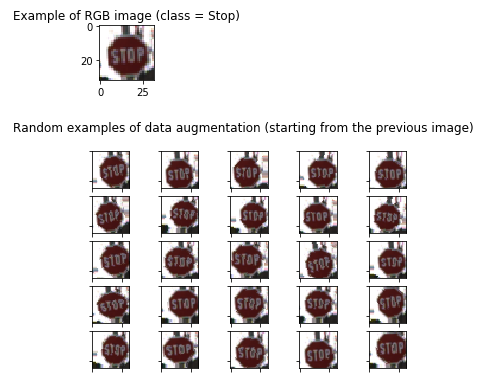 Example of RGB image (class = Stop)
0
STOP
20
0 25
Random examples of data augmentation (starting from the previous image)
STOP STOP STOP STOP STOP
STOP STOP STOP STOP STOP
STOP STOP STOP STOP STOP
STOP STOP STOP STOP STOP
STOP STOP STOP STOP STOP